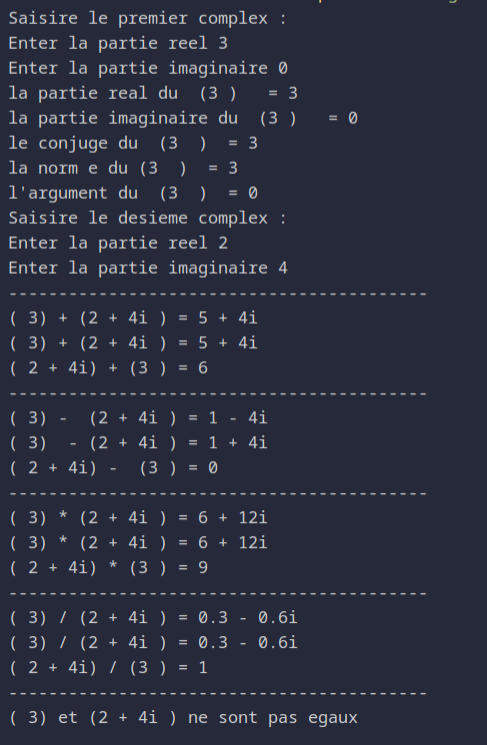 Saisire le premier complex :
Enter la partie reel 3
Enter la partie imaginaire 0
la partie real du  (3 )   = 3
la partie imaginaire du  (3 )   = 0
le conjuge du  (3  )  = 3
la norm e du (3  )  = 3
l'argument du  (3  )  = 0
Saisire le desieme complex :
Enter la partie reel 2
Enter la partie imaginaire 4
------------------------------------------
( 3) + (2 + 4i ) = 5 + 4i
( 3) + (2 + 4i ) = 5 + 4i
( 2 + 4i) + (3 ) = 6
------------------------------------------
( 3) -  (2 + 4i ) = 1 - 4i
( 3)  - (2 + 4i ) = 1 + 4i
( 2 + 4i) -  (3 ) = 0
------------------------------------------
( 3) * (2 + 4i ) = 6 + 12i
( 3) * (2 + 4i ) = 6 + 12i
( 2 + 4i) * (3 ) = 9
------------------------------------------
( 3) / (2 + 4i ) = 0.3 - 0.6i
( 3) / (2 + 4i ) = 0.3 - 0.6i
( 2 + 4i) / (3 ) = 1
------------------------------------------
( 3) et (2 + 4i ) ne sont pas egaux